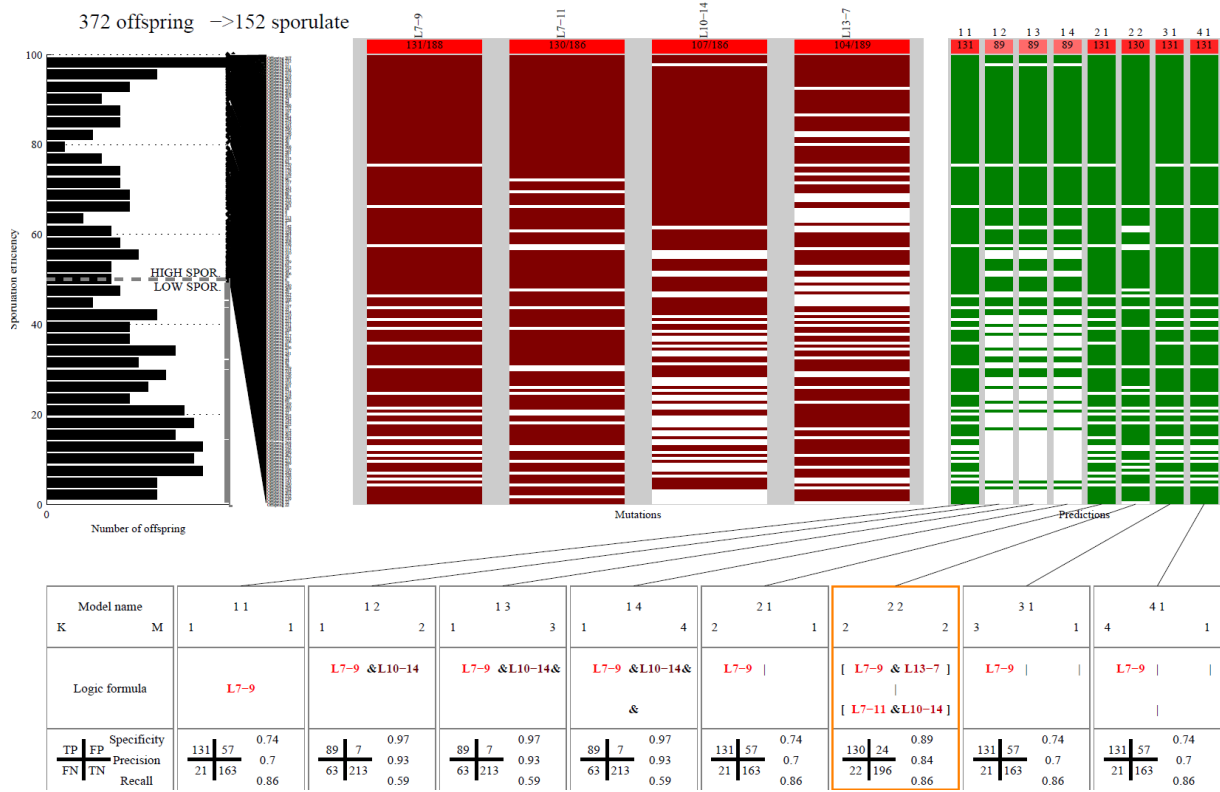 372 offspring −>152 sporulate
L7−9 L7−11 L10−14 L13−7
1 1 1 2 1 3 1 4 2 1 2 2 3 1 4 1
131/188 130/186 107/186 104/189
131 89 89 89 131 130 131 131
100
80
60
HIGH SPOR.
LOW SPOR.
40
20
0
Sporulation efficiency
0
Number of offspring
Mutations
Predictions
Model name 1 1 1 2 1 3 1 4 2 1 2 2 3 1 4 1
K M 1 1 1 2 1 3 1 4 2 1 2 2 3 1 4 1
L7−9 &L10−14 L7−9 &L10−14& L7−9 &L10−14& L7−9 | [ L7−9 & L13−7 ] L7−9 | | L7−9 | |
Logic formula L7−9 |
& [ L7−11 &L10−14 ] |
Specificity 0.74 0.97 0.97 0.97 0.74 0.89 0.74 0.74
TP FP 131 57 89 7 89 7 89 7 131 57 130 24 131 57 131 57
Precision 0.7 0.93 0.93 0.93 0.7 0.84 0.7 0.7
FN TN 21 163 63 213 63 213 63 213 21 163 22 196 21 163 21 163
Recall 0.86 0.59 0.59 0.59 0.86 0.86 0.86 0.86